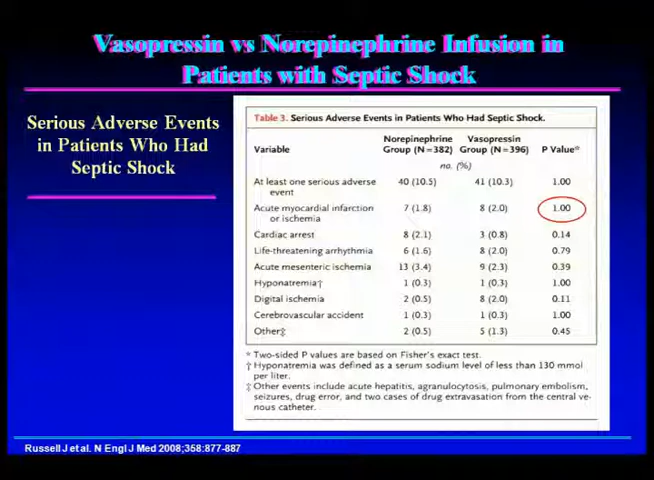 Vasopressin vs Norepinephrine Infusion in
Patients with Septic Shock
Serious Adverse Events
in Patients Who Had
Septic Shock
Table 3. Serious Adverse Events in Patients Who Had Septic Shock.
Variable Norepinephrine Group (N=382) Vasopressin Group (N=396) P Value*
no. (%)
At least one serious adverse event 40 (10.5) 41 (10.3) 1.00
Acute myocardial infarction or ischemia 7 (1.8) 8 (2.0) 1.00
Cardiac arrest 8 (2.1) 3 (0.8) 0.14
Life-threatening arrhythmia 6 (1.6) 8 (2.0) 0.79
Acute mesenteric ischemia 13 (3.4) 9 (2.3) 0.39
Hyponatremia† 1 (0.3) 1 (0.3) 1.00
Digital ischemia 2 (0.5) 8 (2.0) 0.11
Cerebrovascular accident 1 (0.3) 1 (0.3) 1.00
Other‡ 2 (0.5) 5 (1.3) 0.45
* Two-sided P values are based on Fisher's exact test.
† Hyponatremia was defined as a serum sodium level of less than 130 mmol
per liter.
‡ Other events include acute hepatitis, agranulocytosis, pulmonary embolism,
seizures, drug error, and two cases of drug extravasation from the central ve-
nous catheter.
Russell J et al. N Engl J Med 2008;358:877-887